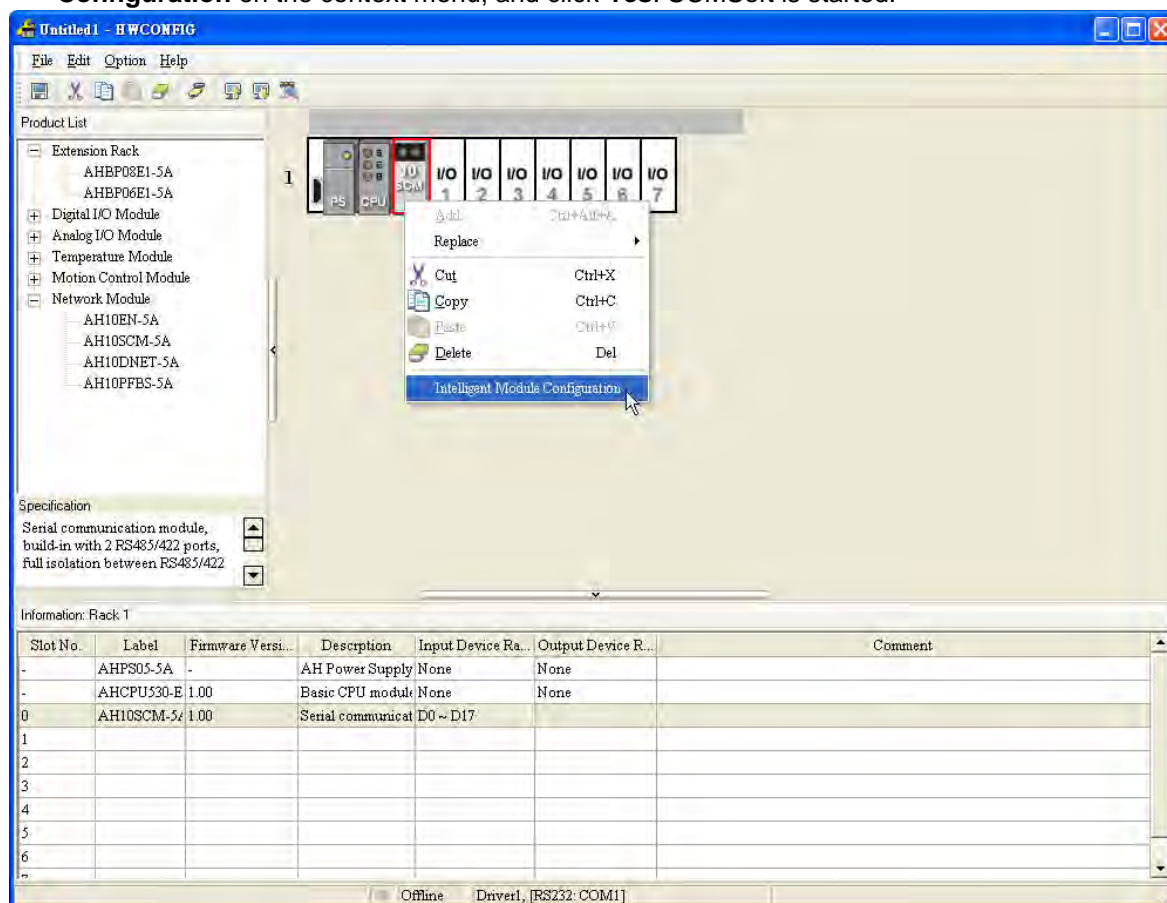 Configuration on the context menu, and click Yes. SCMSoft is started.
Untitled1 - HWCONFIG
File Edit Option Help
Product List
Extension Rack
AHBP08E1-5A
AHBP06E1-5A
Digital I/O Module
Analog I/O Module
Temperature Module
Motion Control Module
Network Module
AH10EN-5A
AH10SCM-5A
AH10DNET-5A
AH10PFBS-5A
1
PS CPU I/O SCM I/O 1 I/O 2 I/O 3 I/O 4 I/O 5 I/O 6 I/O 7
Add Ctrl+Alt+A
Replace
Cut Ctrl+X
Copy Ctrl+C
Paste Ctrl+V
Delete Del
Intelligent Module Configuration
Specification
Serial communication module,
build-in with 2 RS485/422 ports,
full isolation between RS485/422
Information: Rack 1
Slot No. Label Firmware Versi... Descrption Input Device Ra... Output Device R... Comment
- AHPS05-5A - AH Power Supply None None
- AHCPU530-E 1.00 Basic CPU module None None
0 AH10SCM-5A 1.00 Serial communicat D0 ~ D17
1
2
3
4
5
6
Offline Driver1, [RS232: COM1]